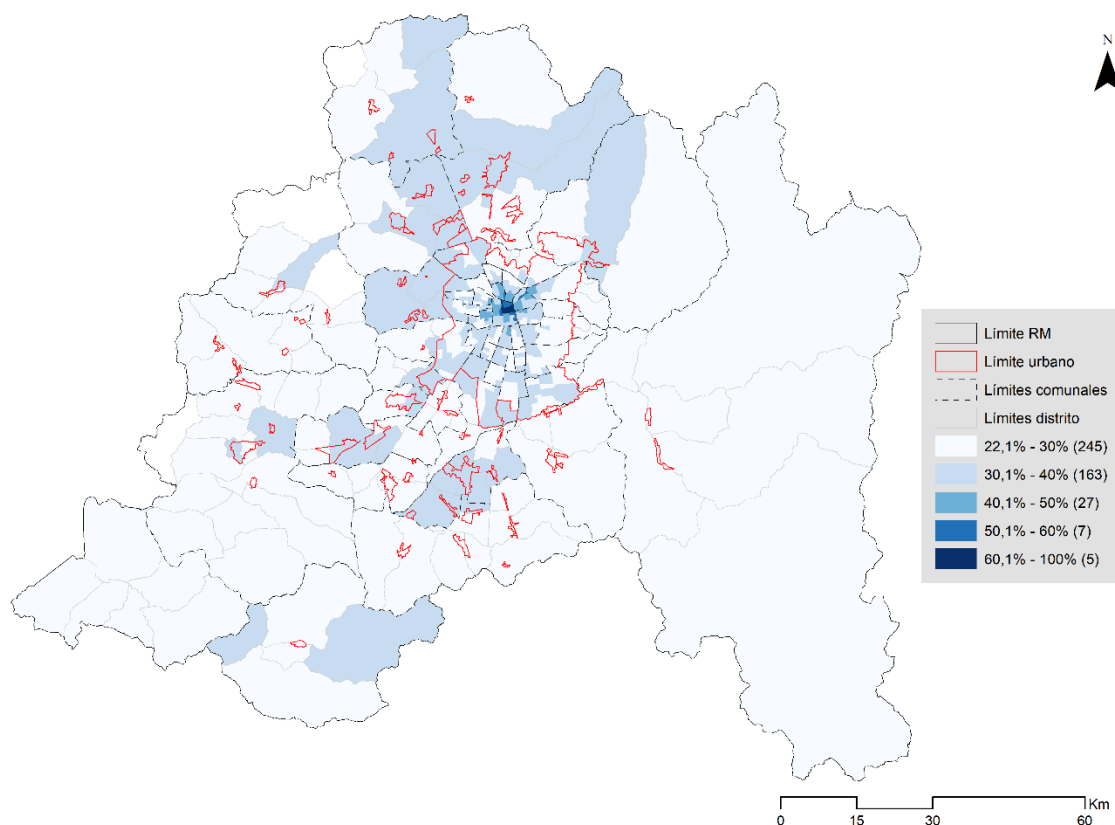 N
Límite RM
Límite urbano
Límites comunales
Límites distrito
22,1% - 30% (245)
30,1% - 40% (163)
40,1% - 50% (27)
50,1% - 60% (7)
60,1% - 100% (5)
Km
0 15 30 60